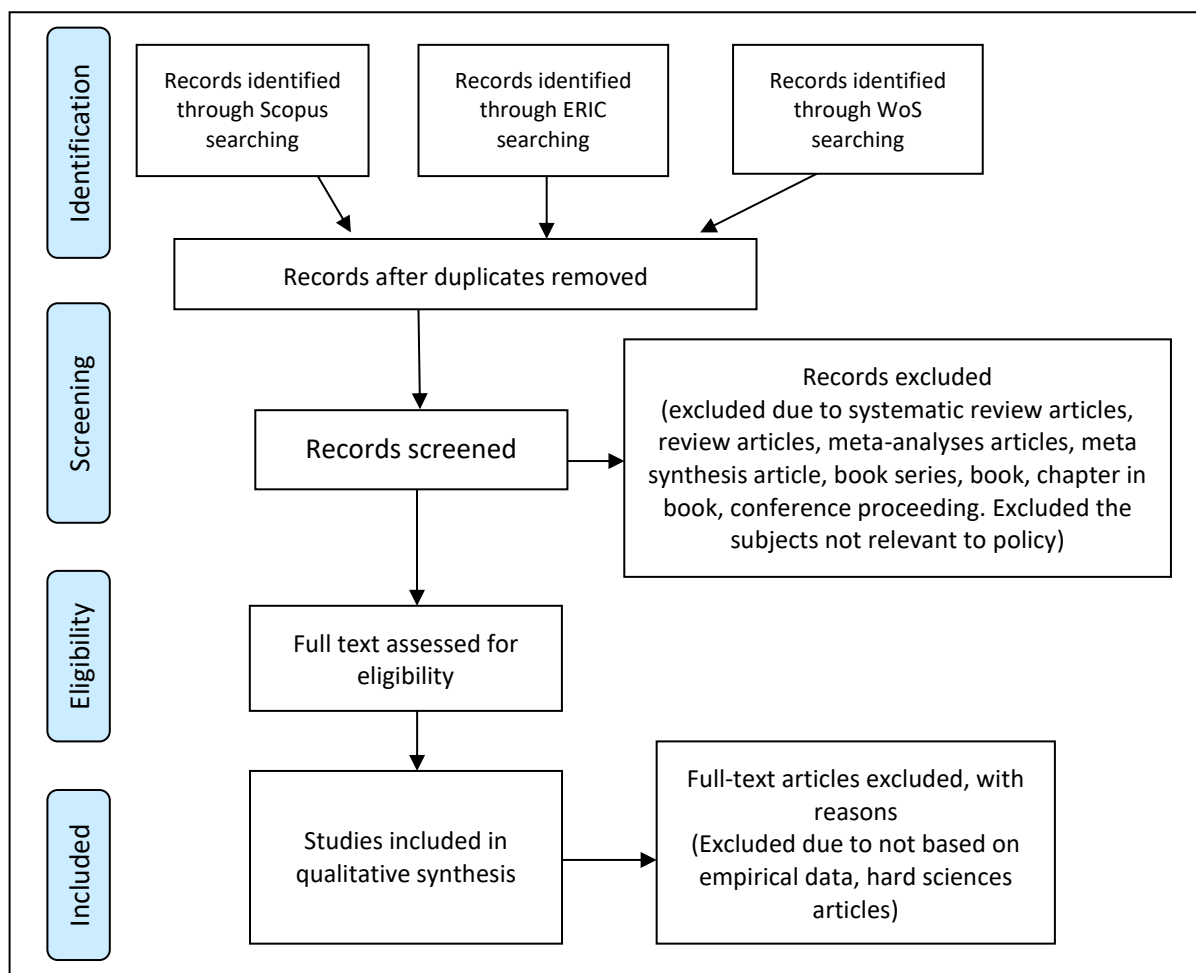 Identification
Records identified
through Scopus
searching
Records identified
through ERIC
searching
Records identified
through WoS
searching
Records after duplicates removed
Screening
Records screened
Records excluded
(excluded due to systematic review articles,
review articles, meta-analyses articles, meta
synthesis article, book series, book, chapter in
book, conference proceeding. Excluded the
subjects not relevant to policy)
Eligibility
Full text assessed for
eligibility
Included
Studies included in
qualitative synthesis
Full-text articles excluded, with
reasons
(Excluded due to not based on
empirical data, hard sciences
articles)